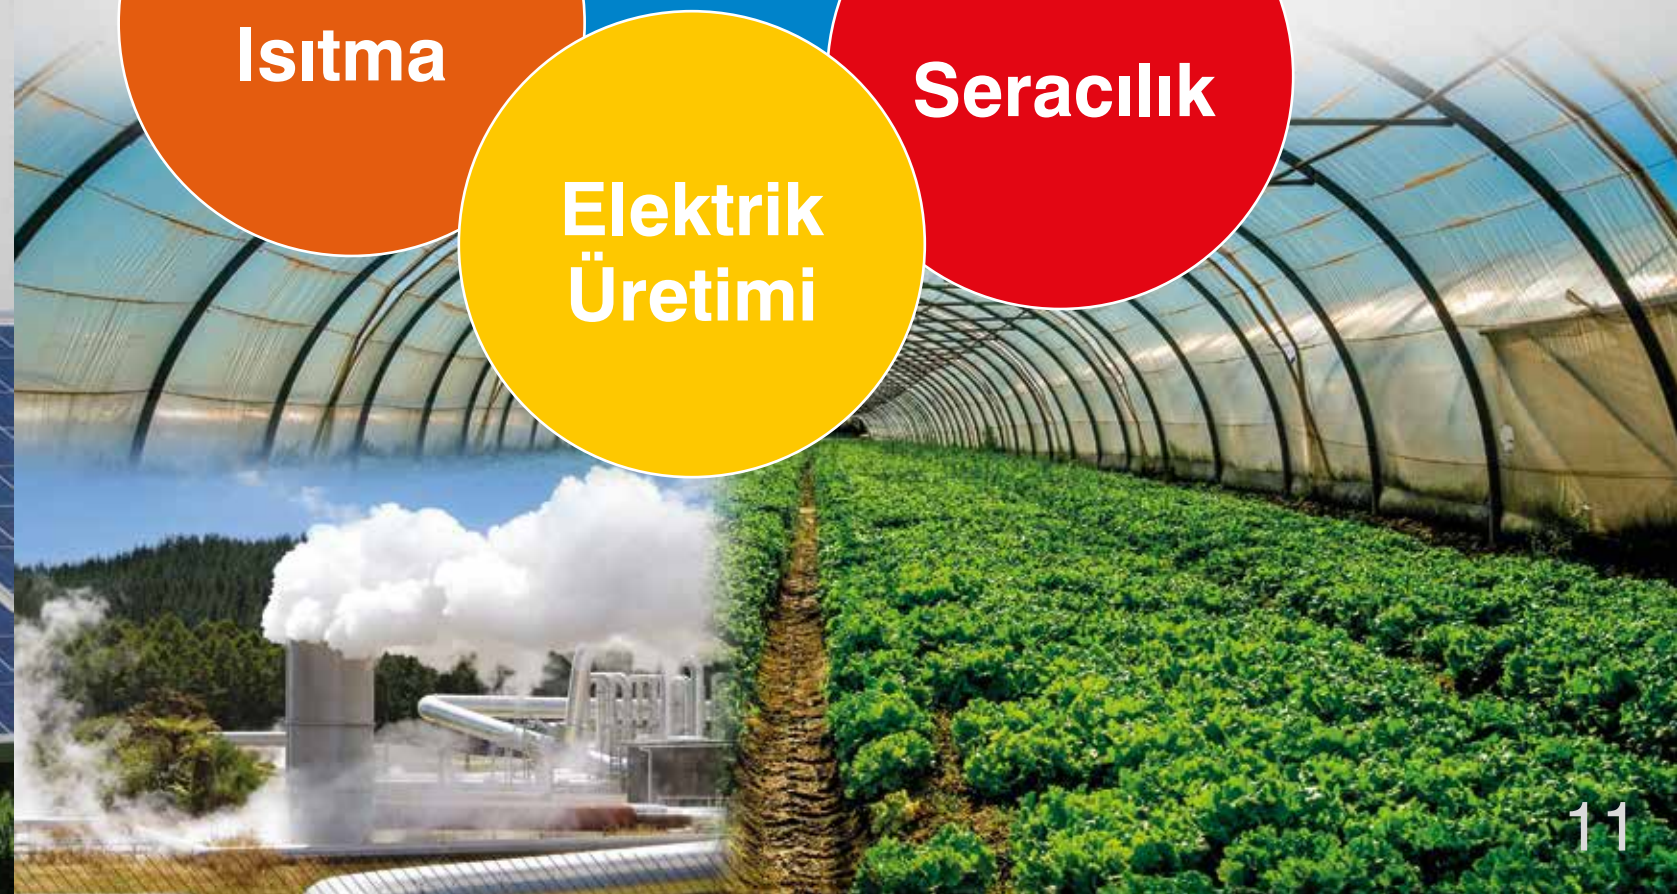 Isıtma
Seracılık
Elektrik
Üretimi
11